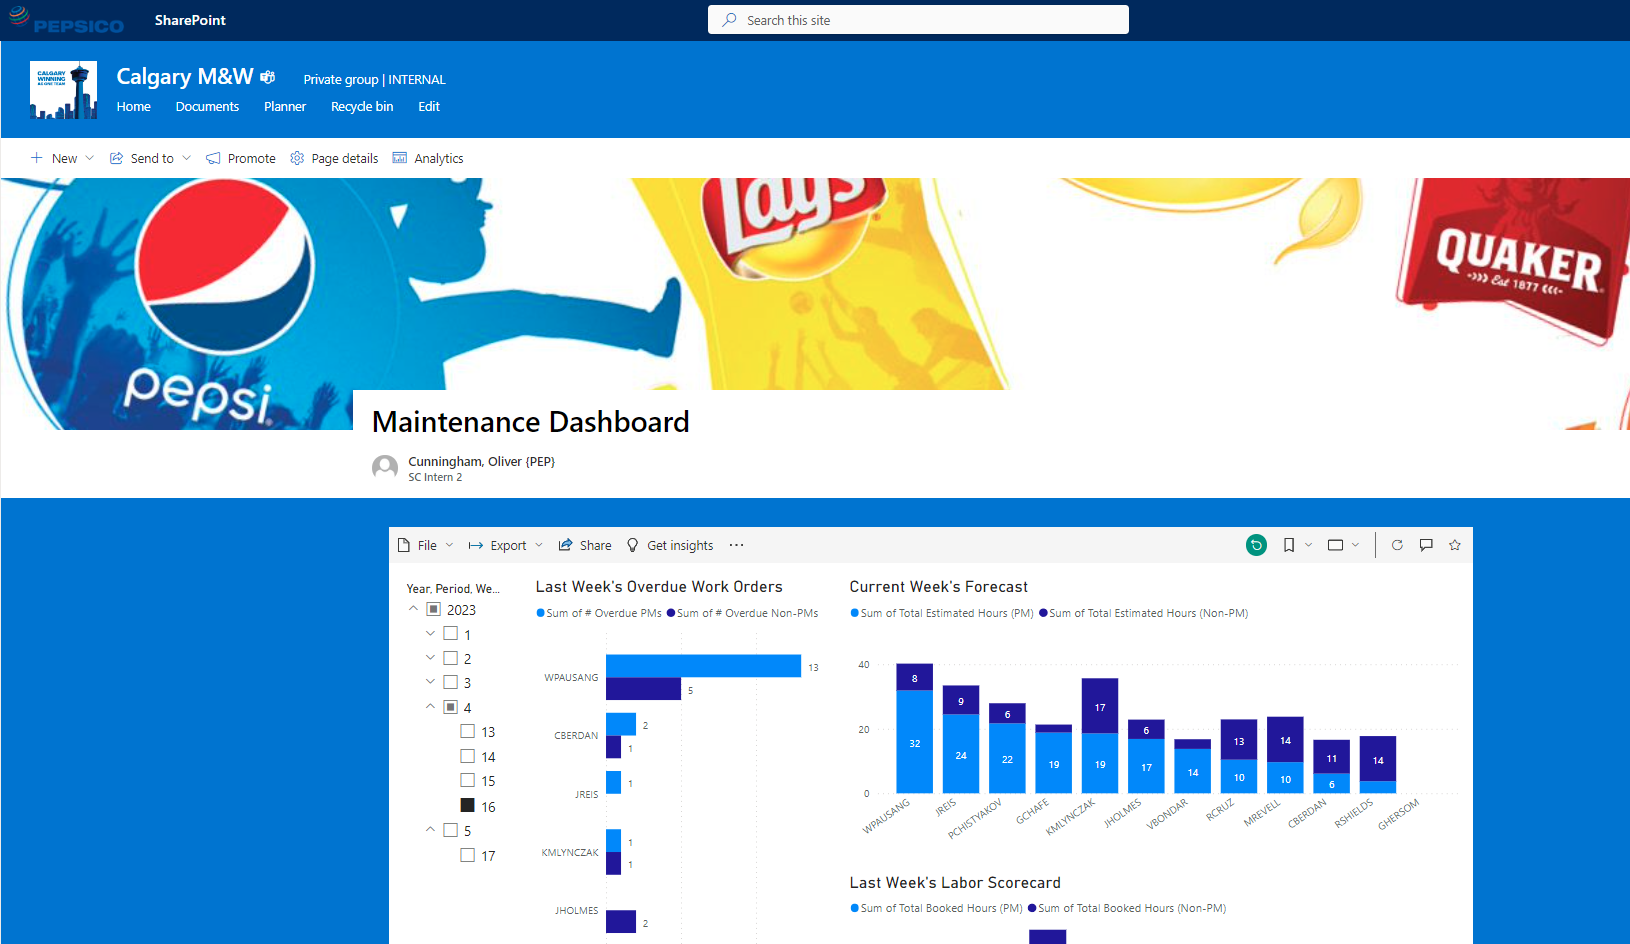 PEPSICO
SharePoint
Search this site
CALGARY
WINNING
AS ONE TEAM
Calgary M&W
Private group | INTERNAL
Home Documents Planner Recycle bin Edit
New Send to Promote Page details Analytics
pepsi
Lay's
QUAKER
Est 1877
Maintenance Dashboard
Cunningham, Oliver {PEP}
SC Intern 2
File Export Share Get insights ...
Year, Period, We...
2023
1
2
3
4
13
14
15
16
5
17
Last Week's Overdue Work Orders
Sum of # Overdue PMs Sum of # Overdue Non-PMs
WPAUSANG 13
5
CBERDAN 2
1
JREIS 1
KMLYNCZAK 1
1
JHOLMES 2
Current Week's Forecast
Sum of Total Estimated Hours (PM) Sum of Total Estimated Hours (Non-PM)
40
20
0
8 9 6 17 6 13 14 11 14
32 24 22 19 19 17 14 10 10 6
WPAUSANG JREIS PCHISTYAKOV GCHAFE KMLYNCZAK JHOLMES VBONDAR RCRUZ MREVELL CBERDAN RSHIELDS GHERSOM
Last Week's Labor Scorecard
Sum of Total Booked Hours (PM) Sum of Total Booked Hours (Non-PM)